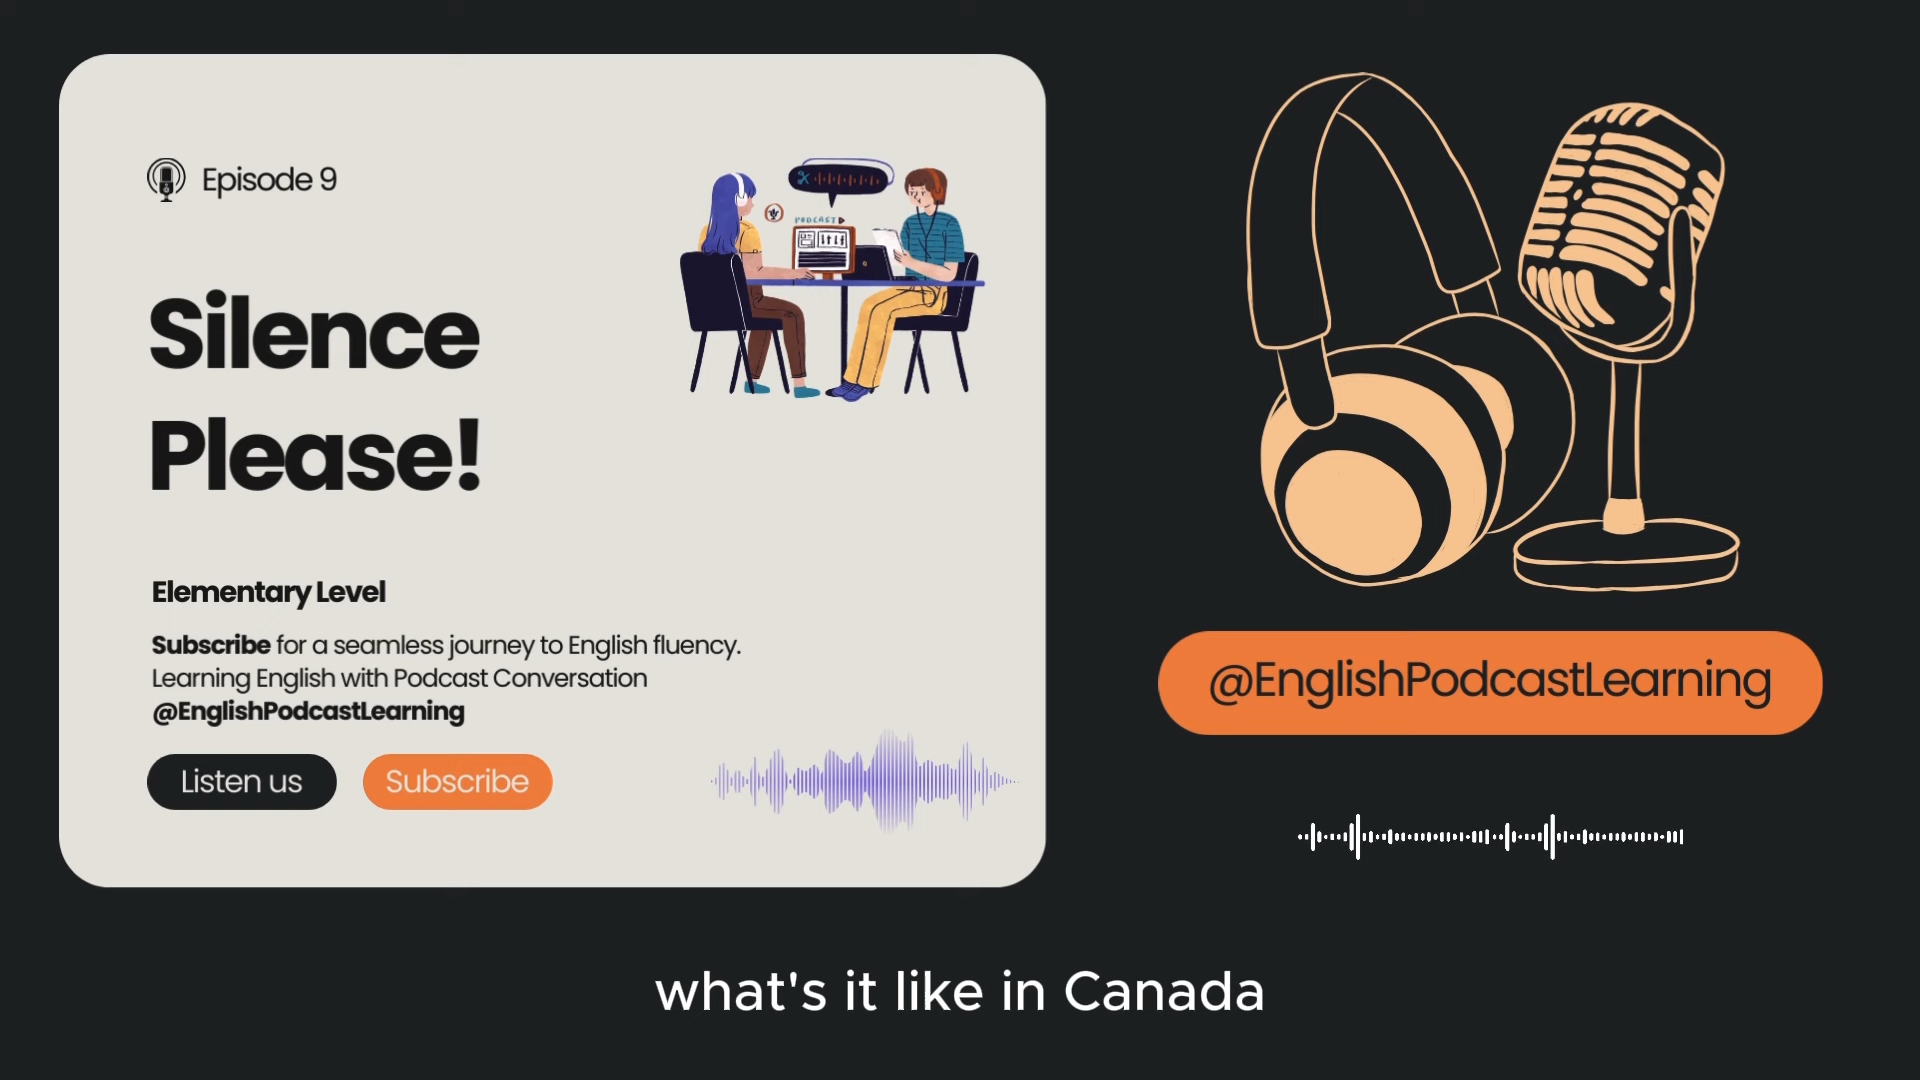 Episode 9
PODCAST
Silence
Please!
Elementary Level
Subscribe for a seamless journey to English fluency.
Learning English with Podcast Conversation
@EnglishPodcastLearning
Listen us
Subscribe
@EnglishPodcastLearning
what's it like in Canada